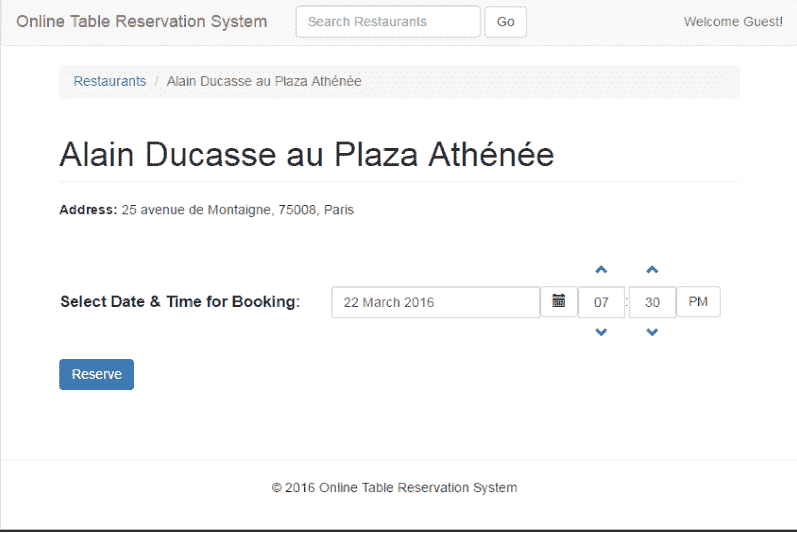 Online Table Reservation System Search Restaurants Go Welcome Guest!
Restaurants / Alain Ducasse au Plaza Athénée
Alain Ducasse au Plaza Athénée
Address: 25 avenue de Montaigne, 75008, Paris
Select Date & Time for Booking: 22 March 2016 07 : 30 PM
Reserve
© 2016 Online Table Reservation System